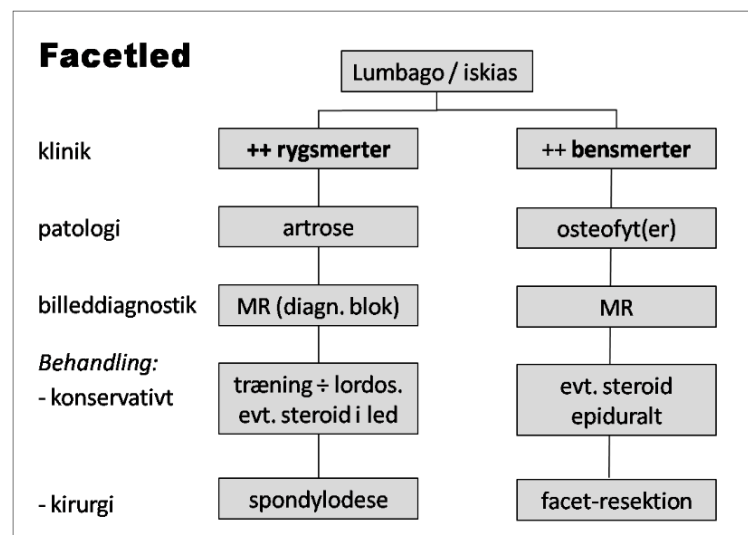 Facetled
Lumbago / iskias
klinik
++ rygsmerter
++ bensmerter
patologi
artrose
osteofyt(er)
billeddiagnostik
MR (diagn. blok)
MR
Behandling:
- konservativt
træning ÷ lordos.
evt. steroid i led
evt. steroid
epiduralt
- kirurgi
spondylodese
facet-resektion